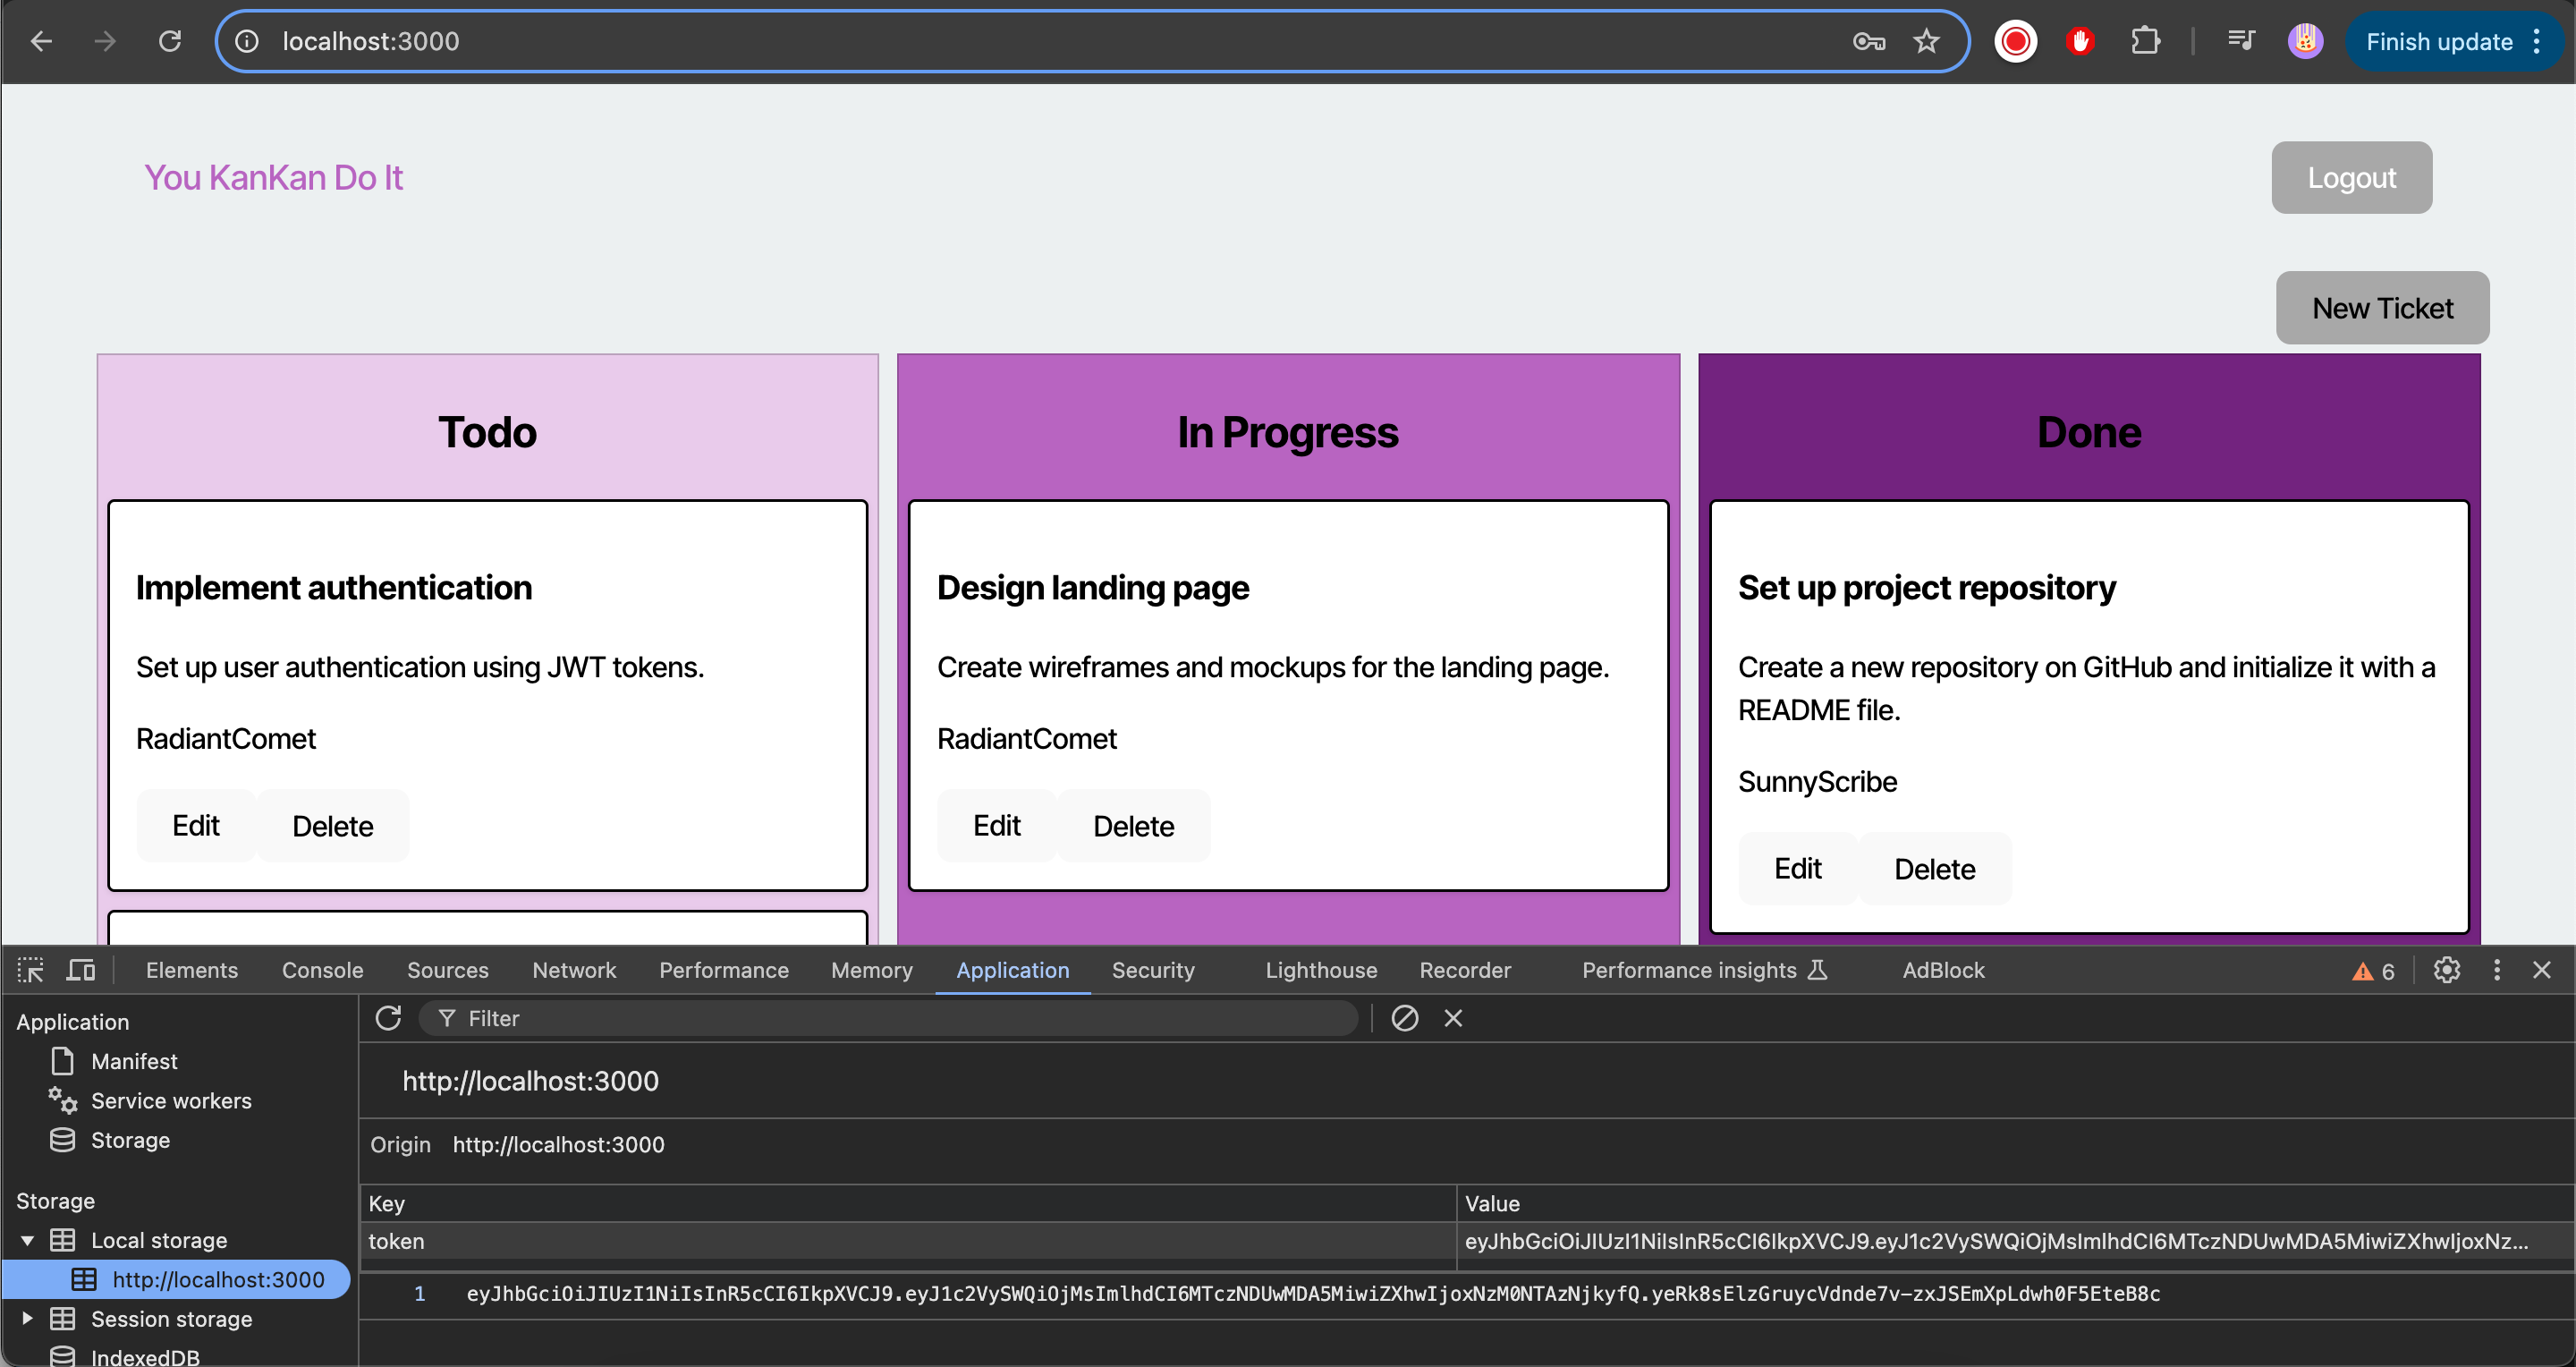 localhost:3000
Finish update
You KanKan Do It
Logout
New Ticket
Todo
In Progress
Done
Implement authentication
Set up user authentication using JWT tokens.
RadiantComet
Edit
Delete
Design landing page
Create wireframes and mockups for the landing page.
RadiantComet
Edit
Delete
Set up project repository
Create a new repository on GitHub and initialize it with a
README file.
SunnyScribe
Edit
Delete
Elements Console Sources Network Performance Memory Application Security Lighthouse Recorder Performance insights AdBlock 6
Application
Manifest
Service workers
Storage
Storage
Local storage
http://localhost:3000
Session storage
IndexedDB
Filter
http://localhost:3000
Origin http://localhost:3000
Key Value
token eyJhbGciOiJIUzI1NiIsInR5cCI6IkpXVCJ9.eyJ1c2VySWQiOjMsImlhdCI6MTczNDUwMDA5MiwiZXhwIjoxNz...
1 eyJhbGciOiJIUzI1NiIsInR5cCI6IkpXVCJ9.eyJ1c2VySWQiOjMsImlhdCI6MTczNDUwMDA5MiwiZXhwIjoxNzM0NTAzNjkyfQ.yeRk8sElzGruycVdnde7v-zxJSEmXpLdwh0F5EteB8c